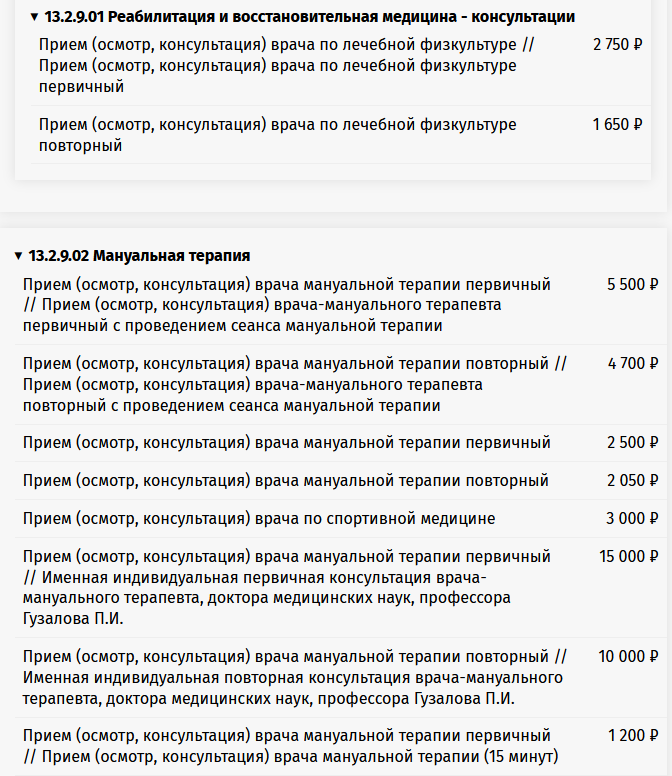 ▼ 13.2.9.01 Реабилитация и восстановительная медицина - консультации
Прием (осмотр, консультация) врача по лечебной физкультуре // 2 750 ₽
Прием (осмотр, консультация) врача по лечебной физкультуре
первичный
Прием (осмотр, консультация) врача по лечебной физкультуре 1 650 ₽
повторный
▼ 13.2.9.02 Мануальная терапия
Прием (осмотр, консультация) врача мануальной терапии первичный 5 500 ₽
// Прием (осмотр, консультация) врача-мануального терапевта
первичный с проведением сеанса мануальной терапии
Прием (осмотр, консультация) врача мануальной терапии повторный // 4 700 ₽
Прием (осмотр, консультация) врача-мануального терапевта
повторный с проведением сеанса мануальной терапии
Прием (осмотр, консультация) врача мануальной терапии первичный 2 500 ₽
Прием (осмотр, консультация) врача мануальной терапии повторный 2 050 ₽
Прием (осмотр, консультация) врача по спортивной медицине 3 000 ₽
Прием (осмотр, консультация) врача мануальной терапии первичный 15 000 ₽
// Именная индивидуальная первичная консультация врача-
мануального терапевта, доктора медицинских наук, профессора
Гузалова П.И.
Прием (осмотр, консультация) врача мануальной терапии повторный // 10 000 ₽
Именная индивидуальная повторная консультация врача-мануального
терапевта, доктора медицинских наук, профессора Гузалова П.И.
Прием (осмотр, консультация) врача мануальной терапии первичный 1 200 ₽
// Прием (осмотр, консультация) врача мануальной терапии (15 минут)